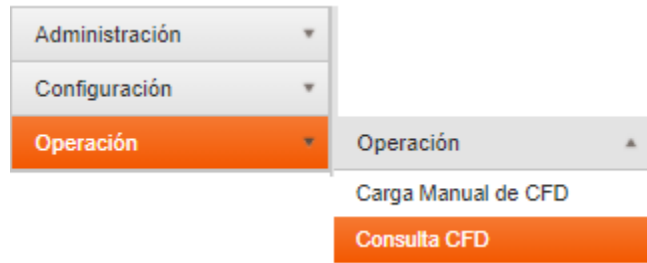 Administración
Configuración
Operación
Operación
Carga Manual de CFD
Consulta CFD